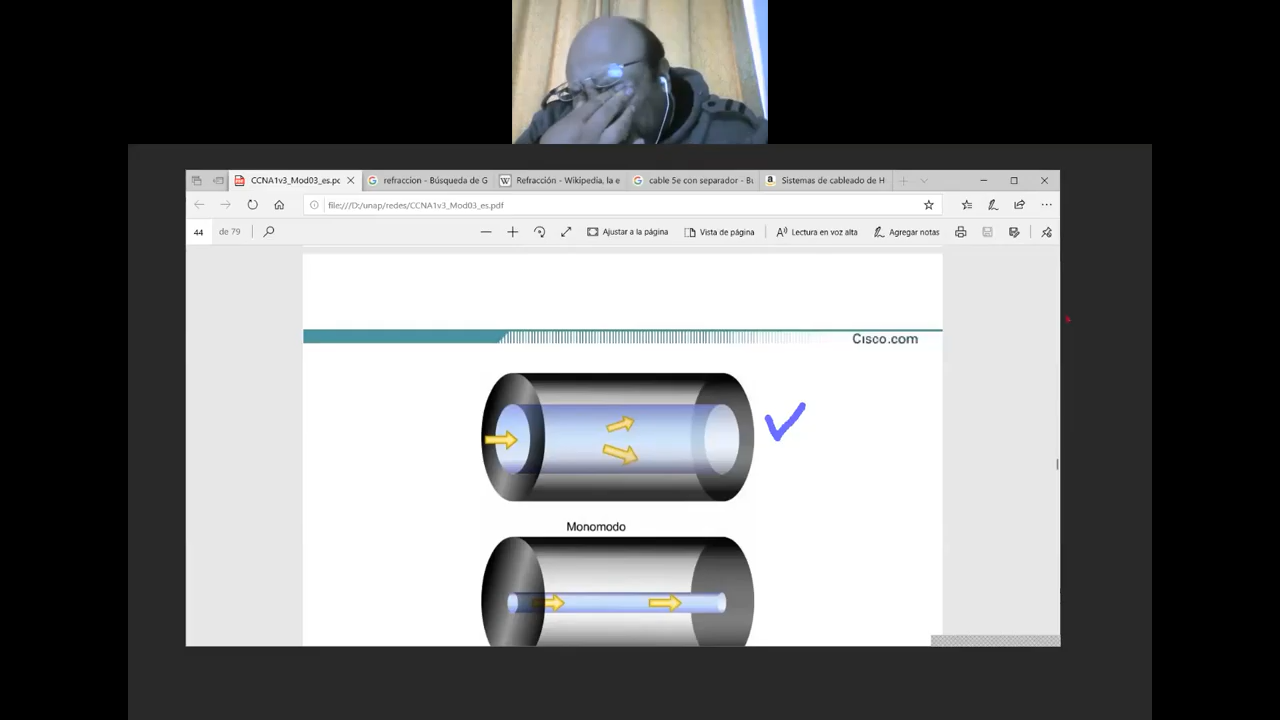 CCNA1v3_Mod03_es.pc
refraccion - Búsqueda de G
Refracción - Wikipedia, la e
cable 5e con separador - Bu
Sistemas de cableado de H
file:///D:/unap/redes/CCNA1v3_Mod03_es.pdf
44 de 79
Ajustar a la página
Vista de página
Lectura en voz alta
Agregar notas
Cisco.com
Monomodo